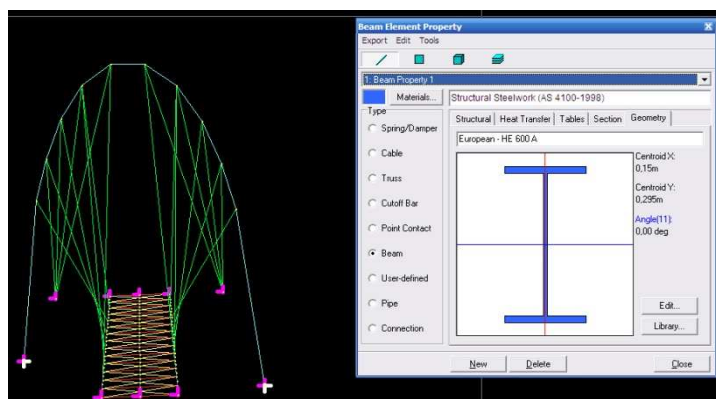 Beam Element Property
Export Edit Tools
1: Beam Property 1
Materials... Structural Steelwork (AS 4100-1998)
Type
Spring/Damper
Cable
Truss
Cutoff Bar
Point Contact
Beam
User-defined
Pipe
Connection
Structural Heat Transfer Tables Section Geometry
European - HE 600 A
Centroid X:
0,15m
Centroid Y:
0,295m
Angle(11):
0,00 deg
Edit...
Library...
New Delete Close